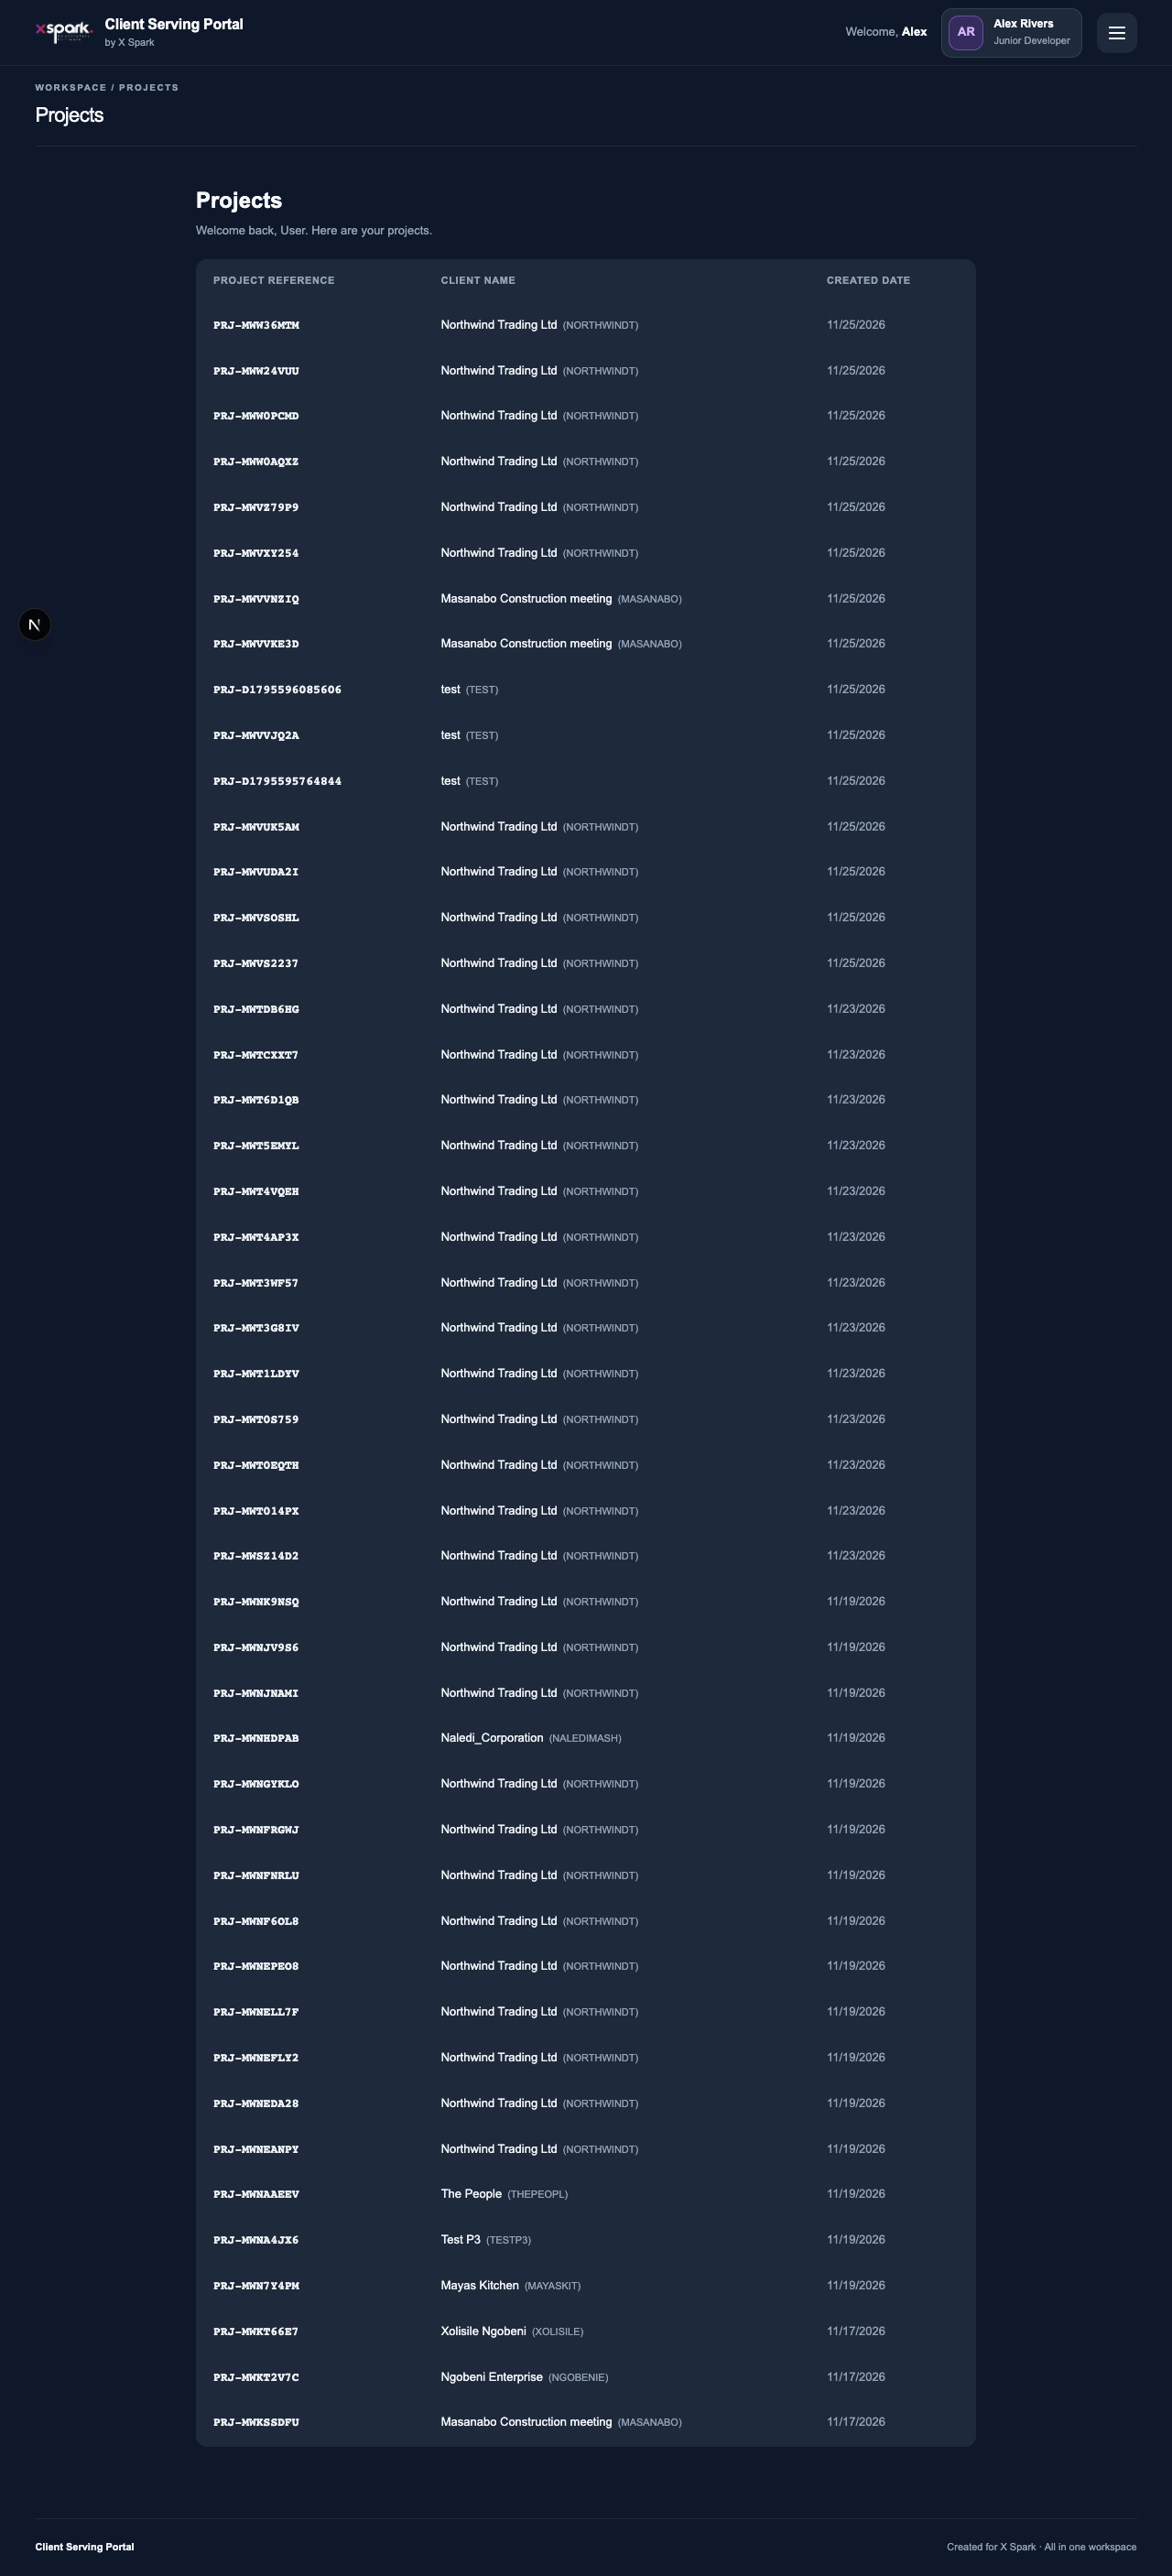 xspark
Client Serving Portal
by X Spark
Welcome, Alex
AR
Alex Rivers
Junior Developer
WORKSPACE / PROJECTS
Projects
Projects
Welcome back, User. Here are your projects.
PROJECT REFERENCE CLIENT NAME CREATED DATE
PRJ-MWW36MTM Northwind Trading Ltd (NORTHWINDT) 11/25/2026
PRJ-MWW24VUU Northwind Trading Ltd (NORTHWINDT) 11/25/2026
PRJ-MWW0PCMD Northwind Trading Ltd (NORTHWINDT) 11/25/2026
PRJ-MWW0AQXZ Northwind Trading Ltd (NORTHWINDT) 11/25/2026
PRJ-MWVZ79P9 Northwind Trading Ltd (NORTHWINDT) 11/25/2026
PRJ-MWVXY254 Northwind Trading Ltd (NORTHWINDT) 11/25/2026
PRJ-MWVVNZIQ Masanabo Construction meeting (MASANABO) 11/25/2026
N
PRJ-MWVVKE3D Masanabo Construction meeting (MASANABO) 11/25/2026
PRJ-D1795596085606 test (TEST) 11/25/2026
PRJ-MWVVJQ2A test (TEST) 11/25/2026
PRJ-D1795595764844 test (TEST) 11/25/2026
PRJ-MWVUK5AM Northwind Trading Ltd (NORTHWINDT) 11/25/2026
PRJ-MWVUDA2I Northwind Trading Ltd (NORTHWINDT) 11/25/2026
PRJ-MWVSOSHL Northwind Trading Ltd (NORTHWINDT) 11/25/2026
PRJ-MWVS2237 Northwind Trading Ltd (NORTHWINDT) 11/25/2026
PRJ-MWTDB6HG Northwind Trading Ltd (NORTHWINDT) 11/23/2026
PRJ-MWTCXXT7 Northwind Trading Ltd (NORTHWINDT) 11/23/2026
PRJ-MWT6D1QB Northwind Trading Ltd (NORTHWINDT) 11/23/2026
PRJ-MWT5EMYL Northwind Trading Ltd (NORTHWINDT) 11/23/2026
PRJ-MWT4VQEH Northwind Trading Ltd (NORTHWINDT) 11/23/2026
PRJ-MWT4AP3X Northwind Trading Ltd (NORTHWINDT) 11/23/2026
PRJ-MWT3WF57 Northwind Trading Ltd (NORTHWINDT) 11/23/2026
PRJ-MWT3G8IV Northwind Trading Ltd (NORTHWINDT) 11/23/2026
PRJ-MWT1LDYV Northwind Trading Ltd (NORTHWINDT) 11/23/2026
PRJ-MWT0S759 Northwind Trading Ltd (NORTHWINDT) 11/23/2026
PRJ-MWT0EQTH Northwind Trading Ltd (NORTHWINDT) 11/23/2026
PRJ-MWT014PX Northwind Trading Ltd (NORTHWINDT) 11/23/2026
PRJ-MWSZ14D2 Northwind Trading Ltd (NORTHWINDT) 11/23/2026
PRJ-MWNK9NSQ Northwind Trading Ltd (NORTHWINDT) 11/19/2026
PRJ-MWNJV9S6 Northwind Trading Ltd (NORTHWINDT) 11/19/2026
PRJ-MWNJNAMI Northwind Trading Ltd (NORTHWINDT) 11/19/2026
PRJ-MWNHDPAB Naledi_Corporation (NALEDIMASH) 11/19/2026
PRJ-MWNGYKLO Northwind Trading Ltd (NORTHWINDT) 11/19/2026
PRJ-MWNFRGWJ Northwind Trading Ltd (NORTHWINDT) 11/19/2026
PRJ-MWNFNRLU Northwind Trading Ltd (NORTHWINDT) 11/19/2026
PRJ-MWNF6OL8 Northwind Trading Ltd (NORTHWINDT) 11/19/2026
PRJ-MWNEPEO8 Northwind Trading Ltd (NORTHWINDT) 11/19/2026
PRJ-MWNELL7F Northwind Trading Ltd (NORTHWINDT) 11/19/2026
PRJ-MWNEFLY2 Northwind Trading Ltd (NORTHWINDT) 11/19/2026
PRJ-MWNEDA28 Northwind Trading Ltd (NORTHWINDT) 11/19/2026
PRJ-MWNEANPY Northwind Trading Ltd (NORTHWINDT) 11/19/2026
PRJ-MWNAAEEV The People (THEPEOPL) 11/19/2026
PRJ-MWNA4JX6 Test P3 (TESTP3) 11/19/2026
PRJ-MWN7Y4PM Mayas Kitchen (MAYASKIT) 11/19/2026
PRJ-MWKT66E7 Xolisile Ngobeni (XOLISILE) 11/17/2026
PRJ-MWKT2V7C Ngobeni Enterprise (NGOBENIE) 11/17/2026
PRJ-MWKSSDFU Masanabo Construction meeting (MASANABO) 11/17/2026
Client Serving Portal
Created for X Spark · All in one workspace